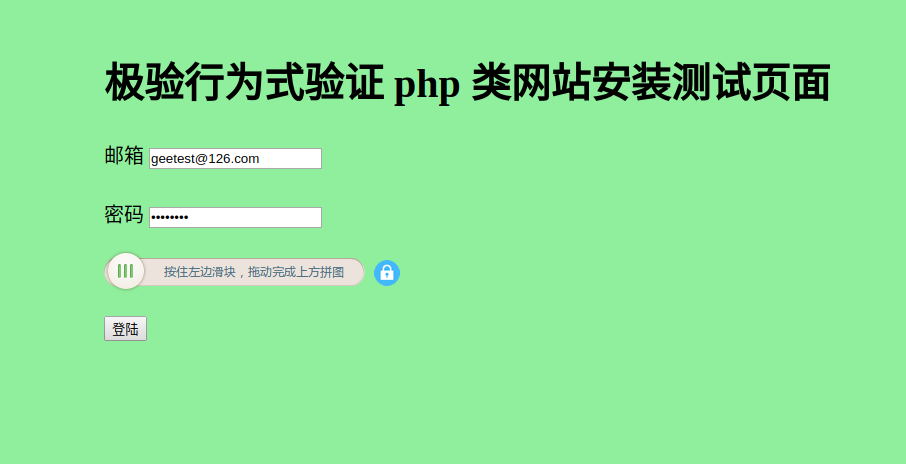 极验行为式验证 php 类网站安装测试页面
邮箱 geetest@126.com
密码 ••••••••
按住左边滑块，拖动完成上方拼图
登陆